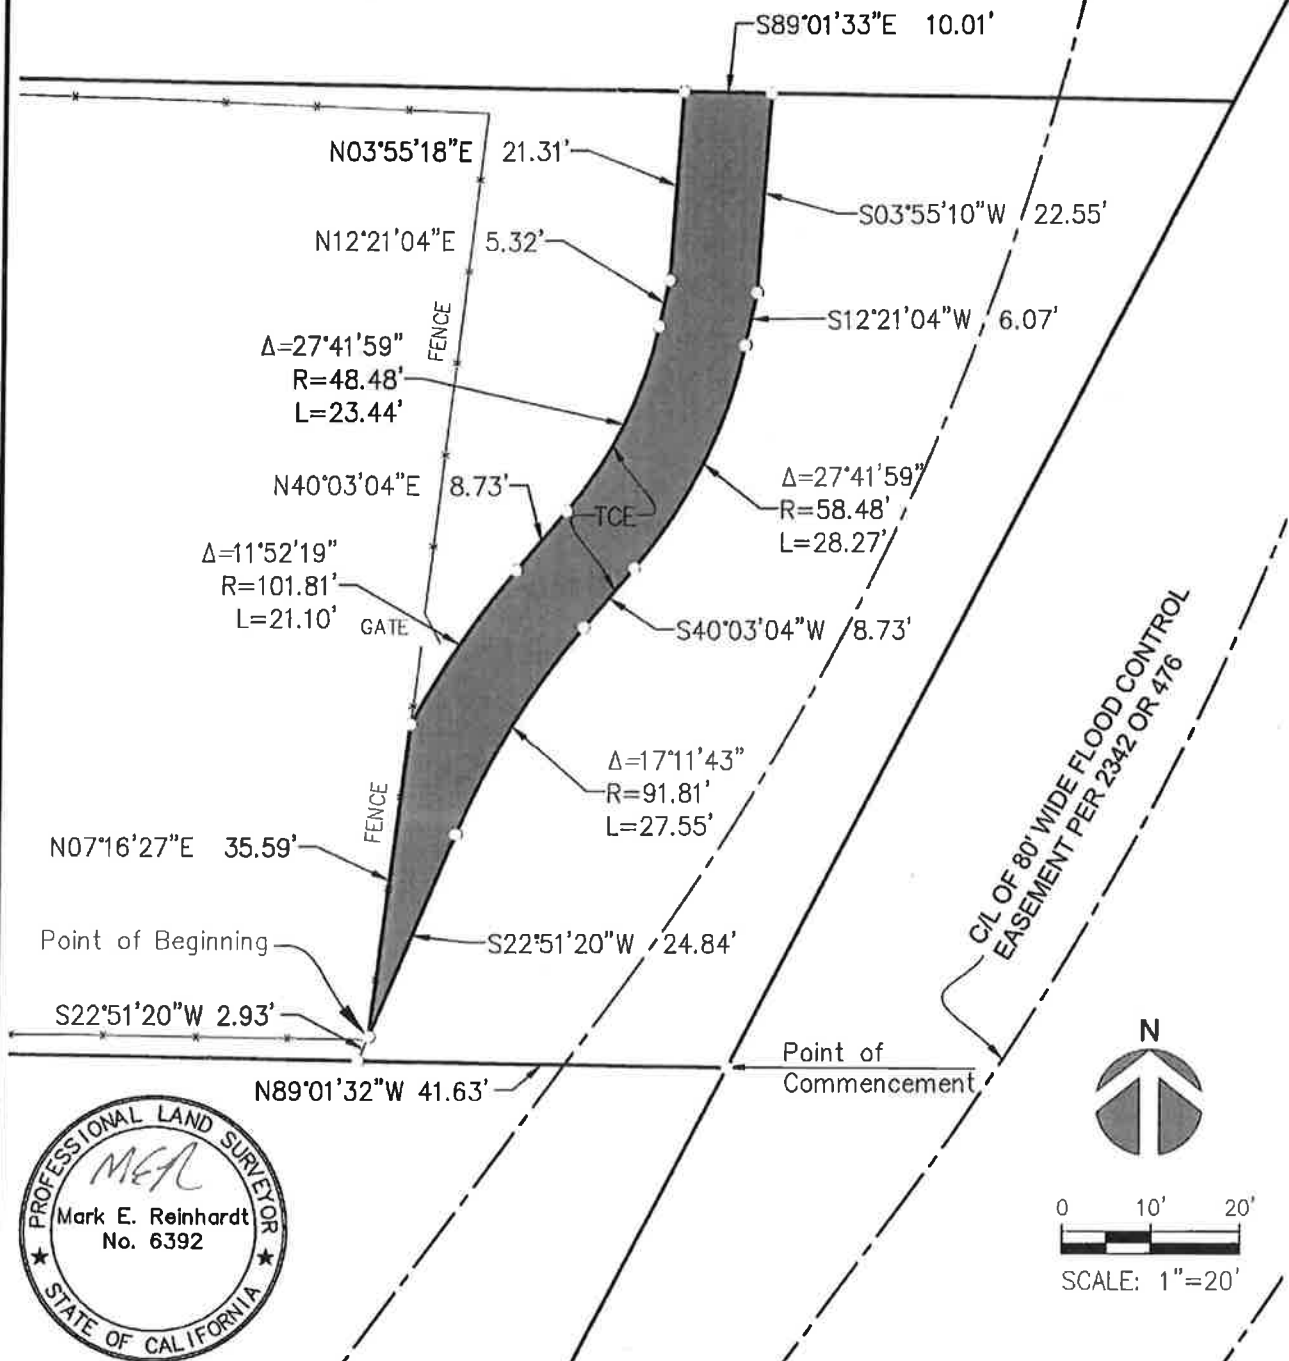 S89°01'33"E 10.01'
N03°55'18"E 21.31'
S03°55'10"W 22.55'
N12°21'04"E 5.32'
S12°21'04"W 6.07'
FENCE
Δ=27°41'59"
R=48.48'
L=23.44'
N40°03'04"E 8.73'
TCE
Δ=27°41'59"
R=58.48'
L=28.27'
Δ=11°52'19"
R=101.81'
L=21.10'
GATE
S40°03'04"W 8.73'
Δ=17°11'43"
R=91.81'
L=27.55'
FENCE
N07°16'27"E 35.59'
C/L OF 80' WIDE FLOOD CONTROL
EASEMENT PER 2342 OR 476
Point of Beginning
S22°51'20"W 24.84'
S22°51'20"W 2.93'
Point of
Commencement
N89°01'32"W 41.63'
N
PROFESSIONAL LAND SURVEYOR
MER
Mark E. Reinhardt
No. 6392
STATE OF CALIFORNIA
0 10' 20'
SCALE: 1"=20'